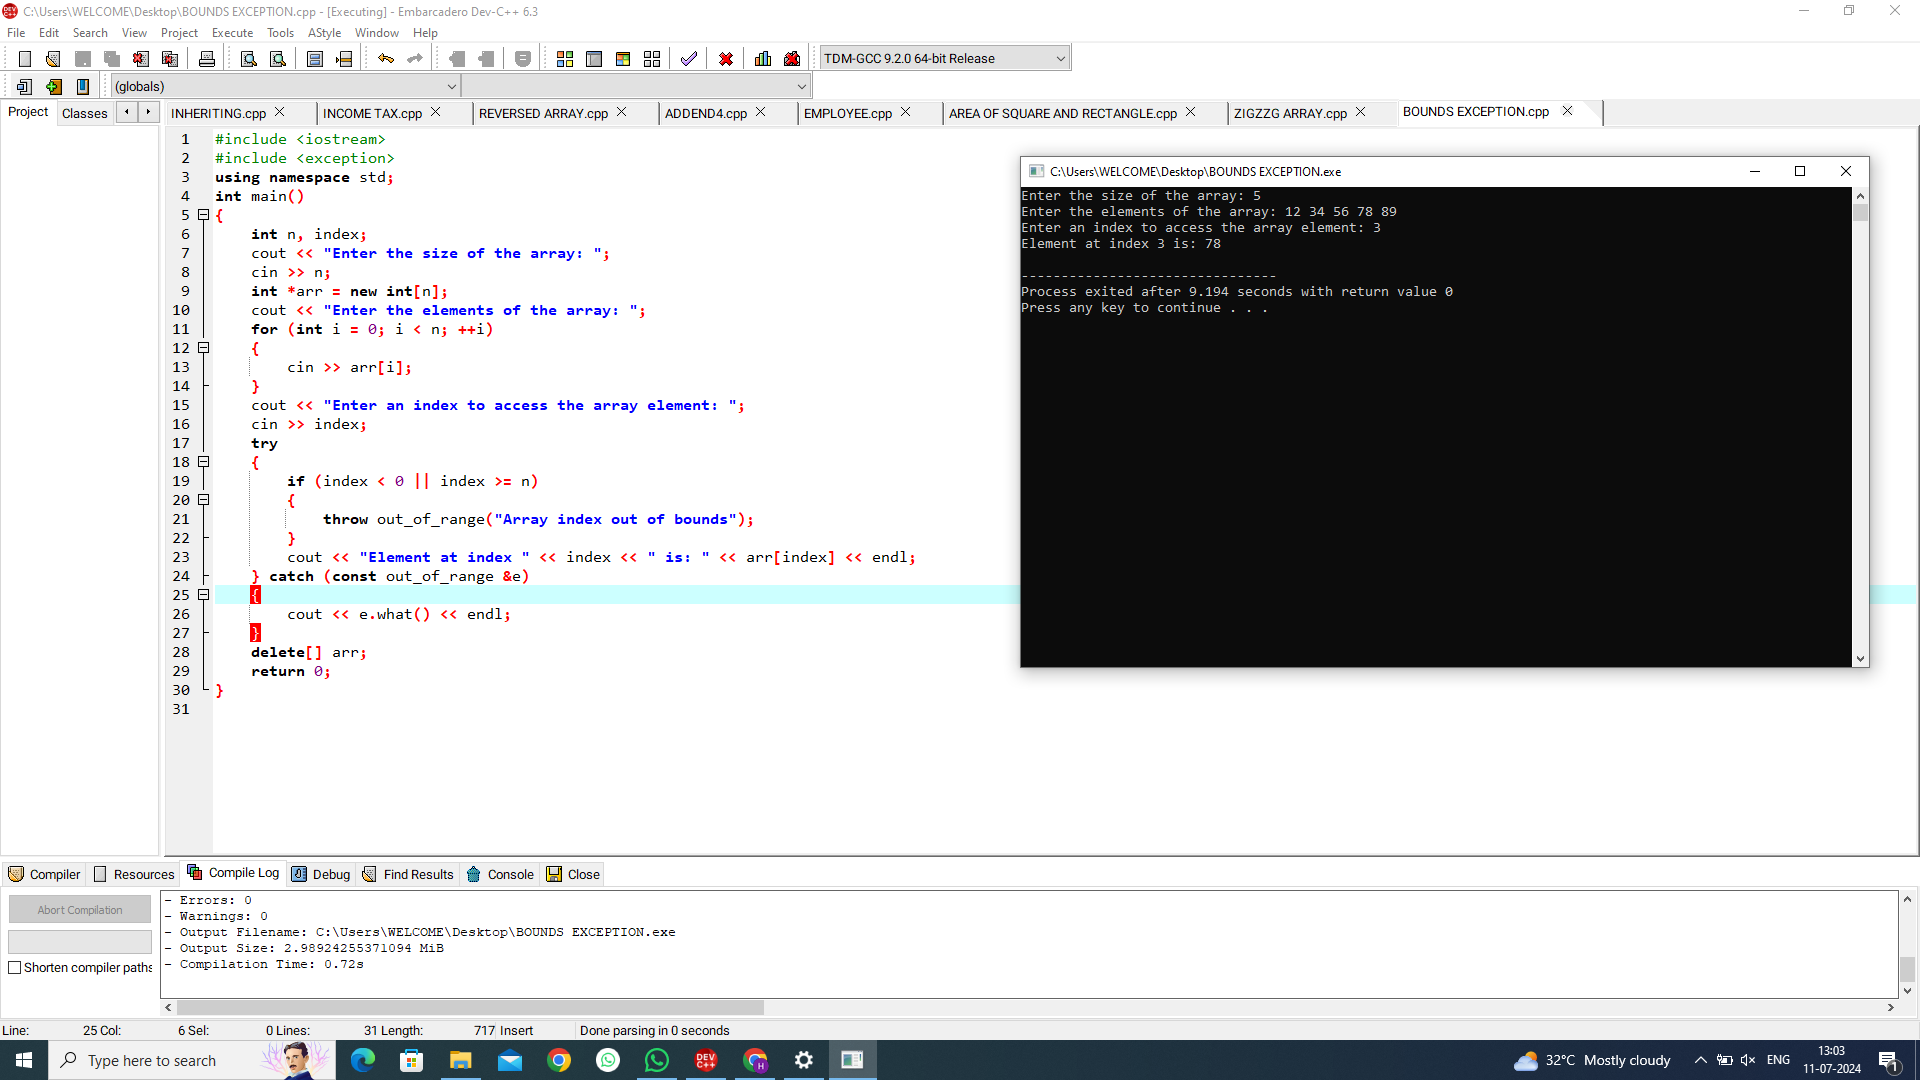 C:\Users\WELCOME\Desktop\BOUNDS EXCEPTION.cpp - [Executing] - Embarcadero Dev-C++ 6.3
File Edit Search View Project Execute Tools AStyle Window Help
TDM-GCC 9.2.0 64-bit Release
(globals)
Project Classes
INHERITING.cpp INCOME TAX.cpp REVERSED ARRAY.cpp ADDEND4.cpp EMPLOYEE.cpp AREA OF SQUARE AND RECTANGLE.cpp ZIGZZG ARRAY.cpp BOUNDS EXCEPTION.cpp
1 #include <iostream>
2 #include <exception>
3 using namespace std;
4 int main()
5 {
6 int n, index;
7 cout << "Enter the size of the array: ";
8 cin >> n;
9 int *arr = new int[n];
10 cout << "Enter the elements of the array: ";
11 for (int i = 0; i < n; ++i)
12 {
13 cin >> arr[i];
14 }
15 cout << "Enter an index to access the array element: ";
16 cin >> index;
17 try
18 {
19 if (index < 0 || index >= n)
20 {
21 throw out_of_range("Array index out of bounds");
22 }
23 cout << "Element at index " << index << " is: " << arr[index] << endl;
24 } catch (const out_of_range &e)
25 {
26 cout << e.what() << endl;
27 }
28 delete[] arr;
29 return 0;
30 }
31
C:\Users\WELCOME\Desktop\BOUNDS EXCEPTION.exe
Enter the size of the array: 5
Enter the elements of the array: 12 34 56 78 89
Enter an index to access the array element: 3
Element at index 3 is: 78
--------------------------------
Process exited after 9.194 seconds with return value 0
Press any key to continue . . .
Compiler Resources Compile Log Debug Find Results Console Close
Abort Compilation
Shorten compiler paths
- Errors: 0
- Warnings: 0
- Output Filename: C:\Users\WELCOME\Desktop\BOUNDS EXCEPTION.exe
- Output Size: 2.98924255371094 MiB
- Compilation Time: 0.72s
Line: 25 Col: 6 Sel: 0 Lines: 31 Length: 717 Insert Done parsing in 0 seconds
Type here to search
DEV C++
H
32°C Mostly cloudy
ENG
13:03
11-07-2024
1